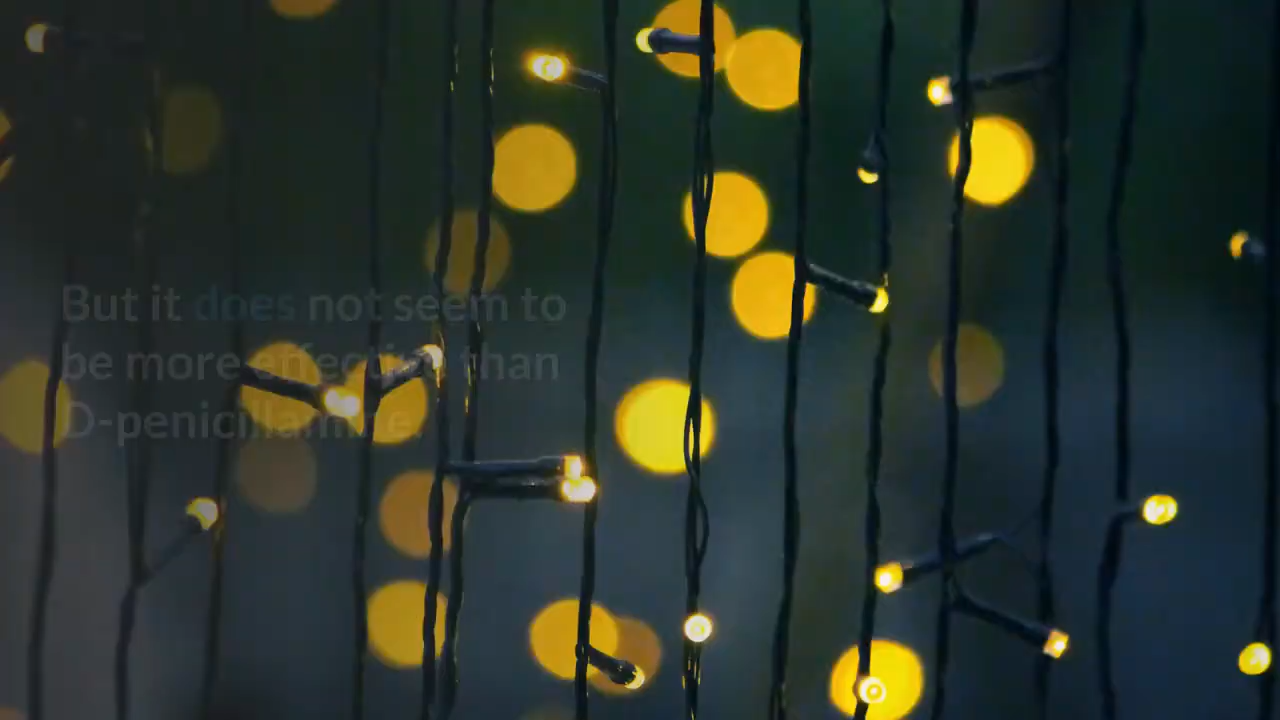 But it does not seem to
be more effective than
D-penicillamine